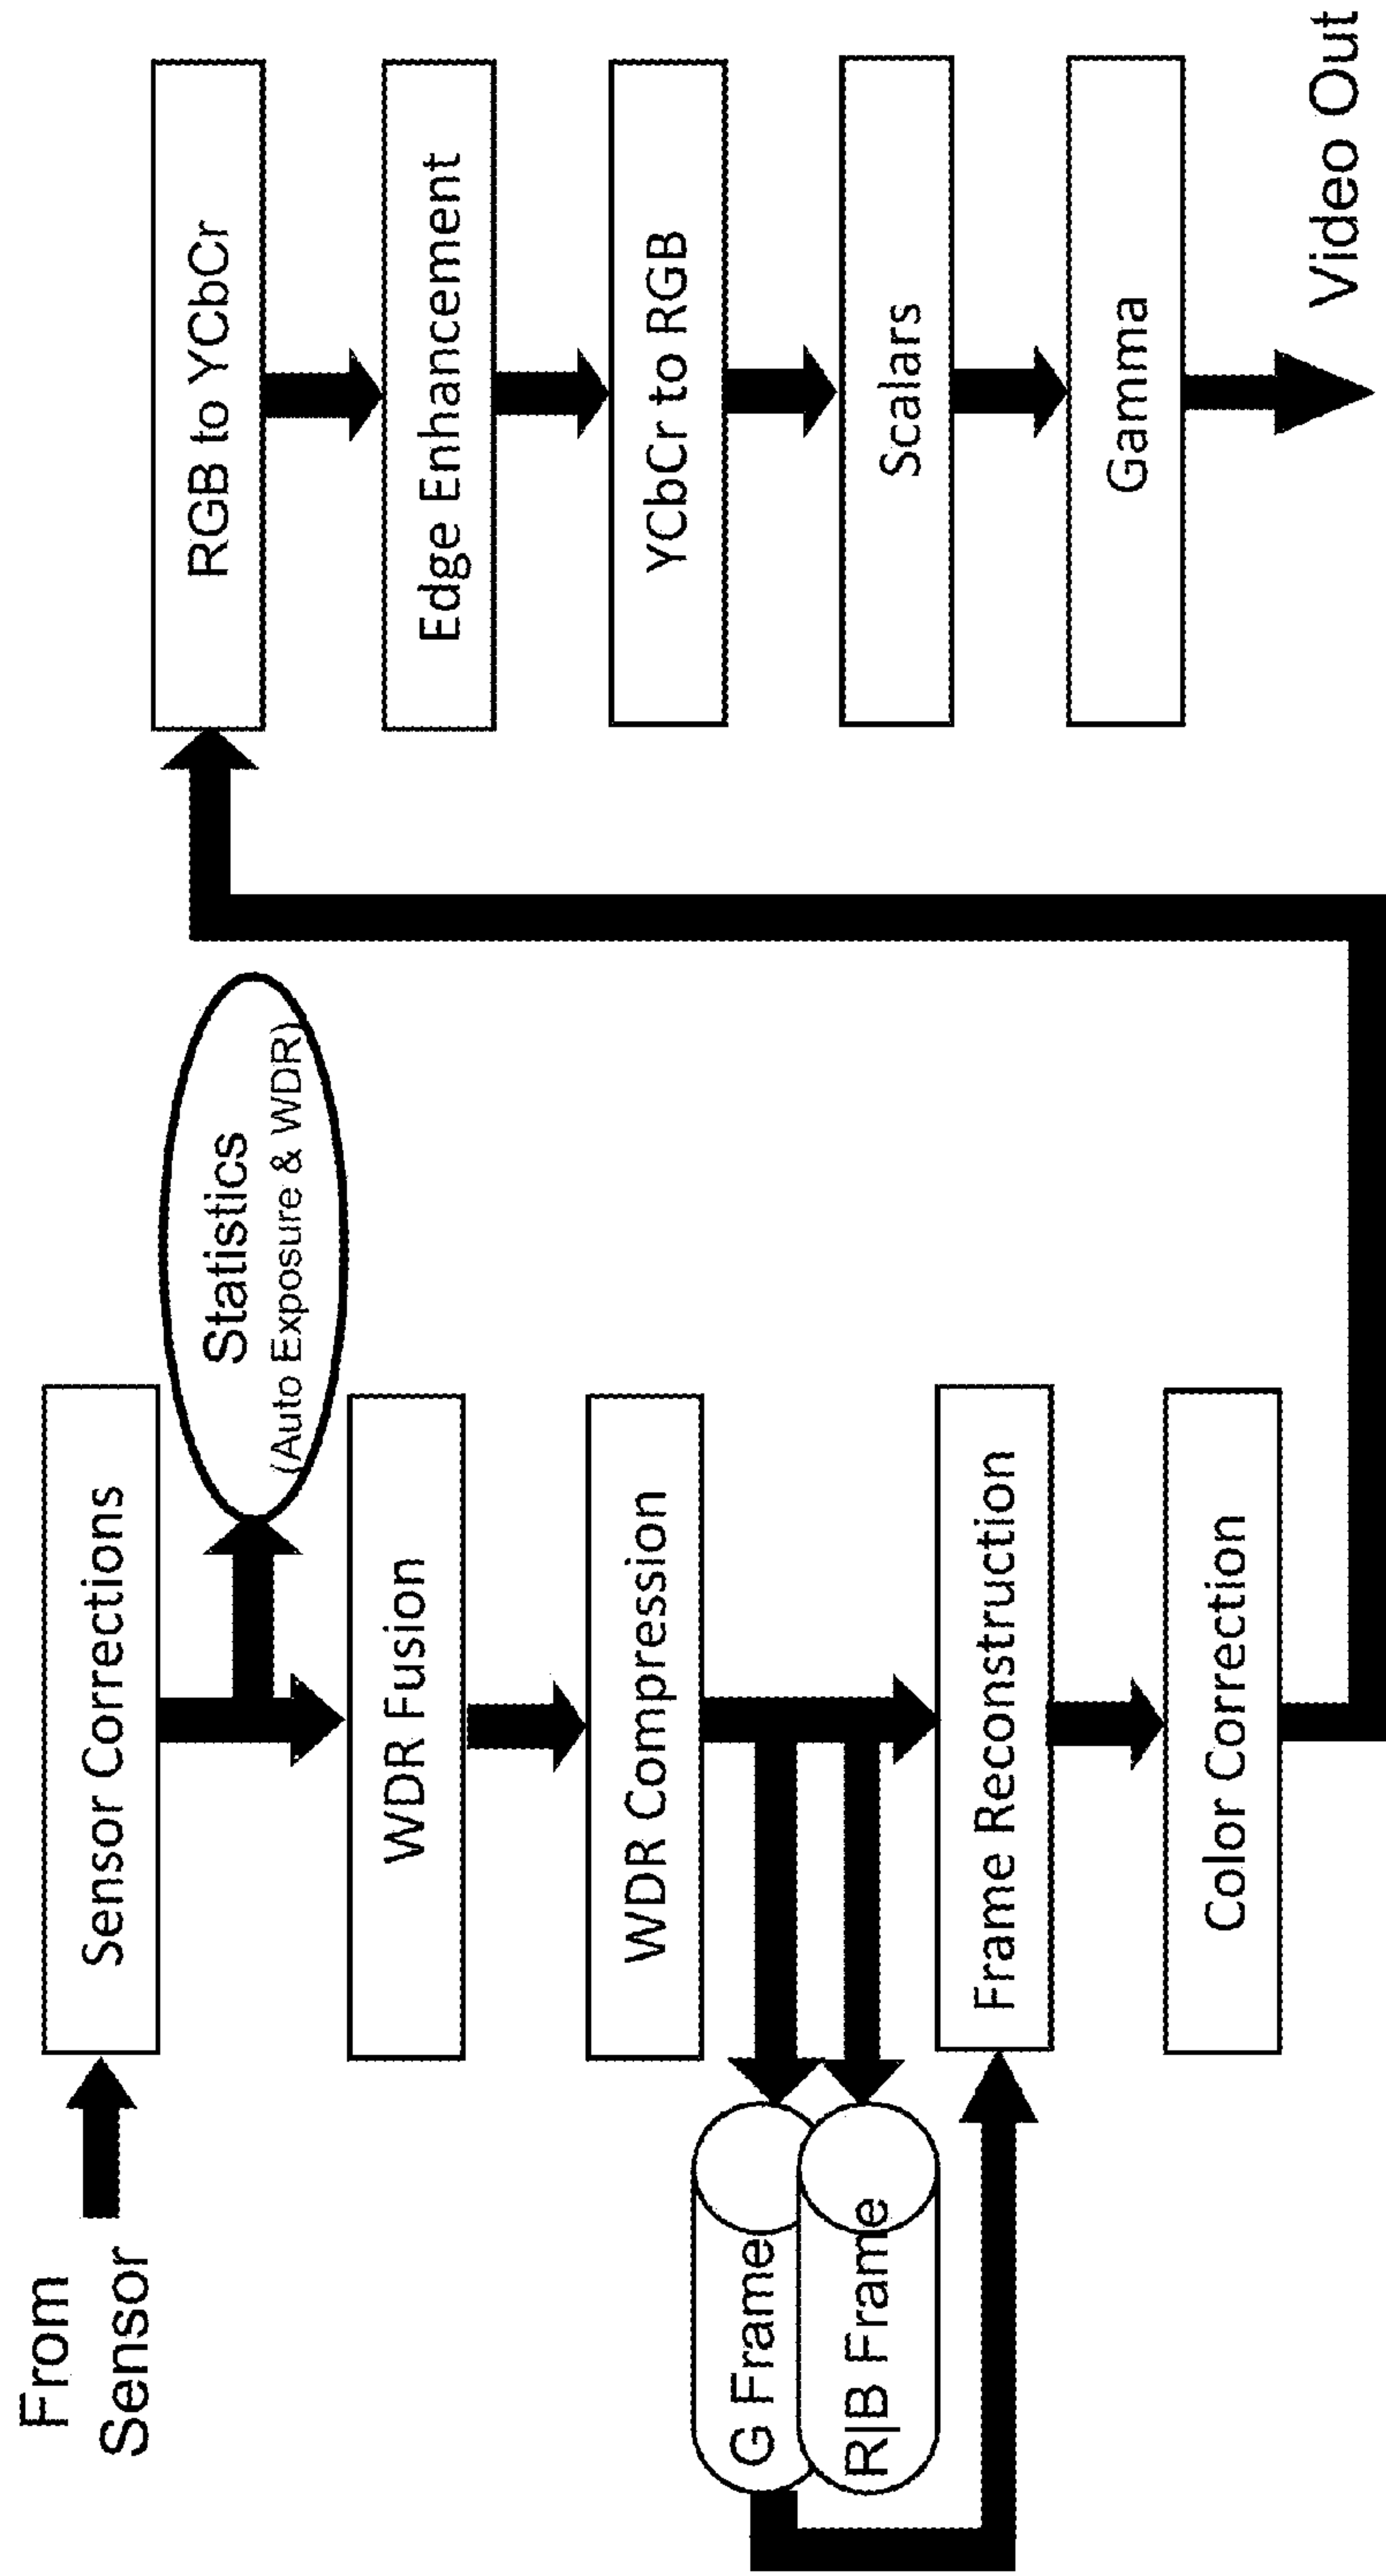 From
Sensor
Sensor Corrections
Statistics
(Auto Exposure & WDR)
WDR Fusion
WDR Compression
G Frame
R|B Frame
Frame Reconstruction
Color Correction
RGB to YCbCr
Edge Enhancement
YCbCr to RGB
Scalars
Gamma
Video Out